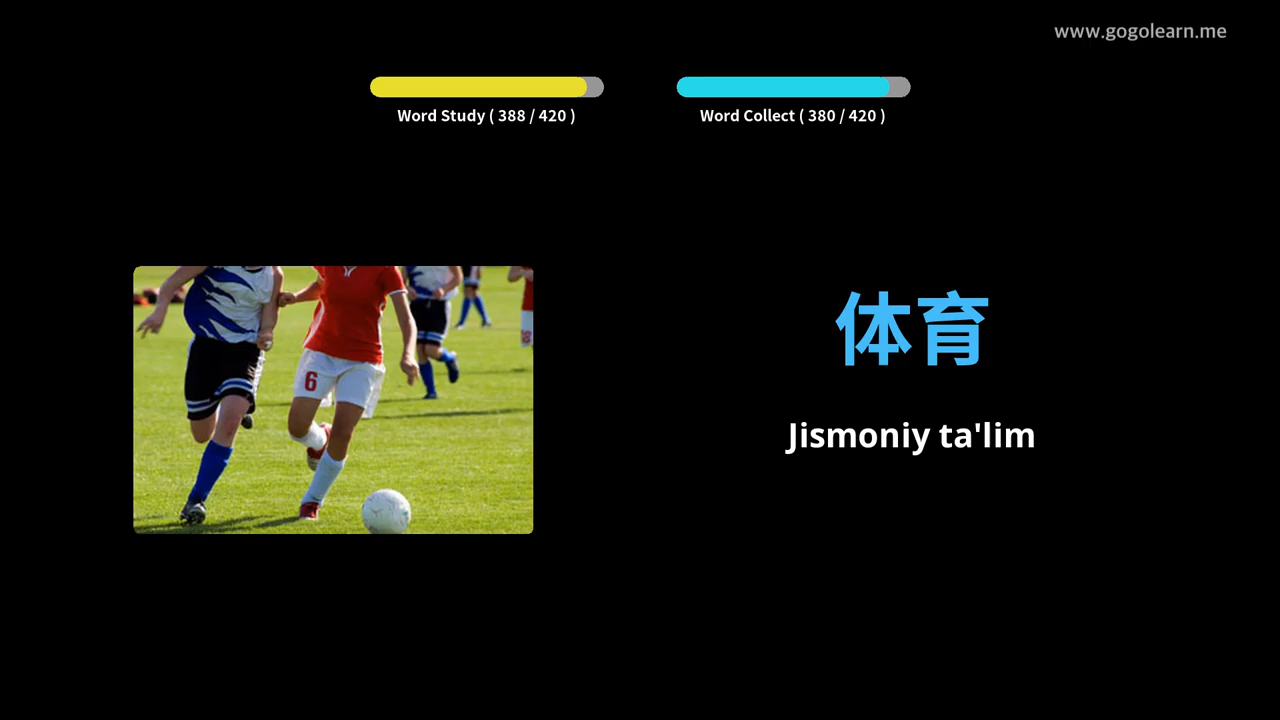 www.gogolearn.me
Word Study ( 388 / 420 )
Word Collect ( 380 / 420 )
6
体育
Jismoniy ta'lim